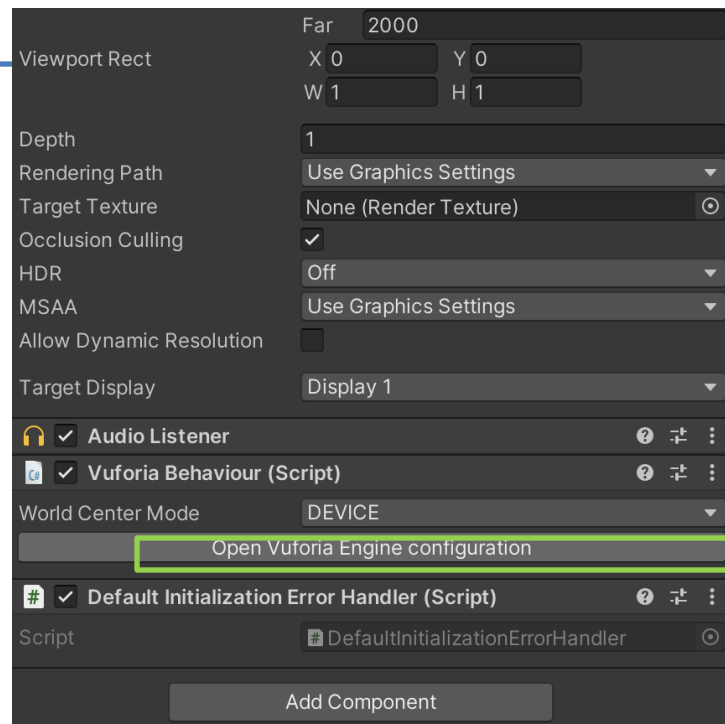 Far 2000
Viewport Rect X 0 Y 0
W 1 H 1
Depth 1
Rendering Path Use Graphics Settings
Target Texture None (Render Texture)
Occlusion Culling
HDR Off
MSAA Use Graphics Settings
Allow Dynamic Resolution
Target Display Display 1
Audio Listener
C# Vuforia Behaviour (Script)
World Center Mode DEVICE
Open Vuforia Engine configuration
# Default Initialization Error Handler (Script)
Script # DefaultInitializationErrorHandler
Add Component